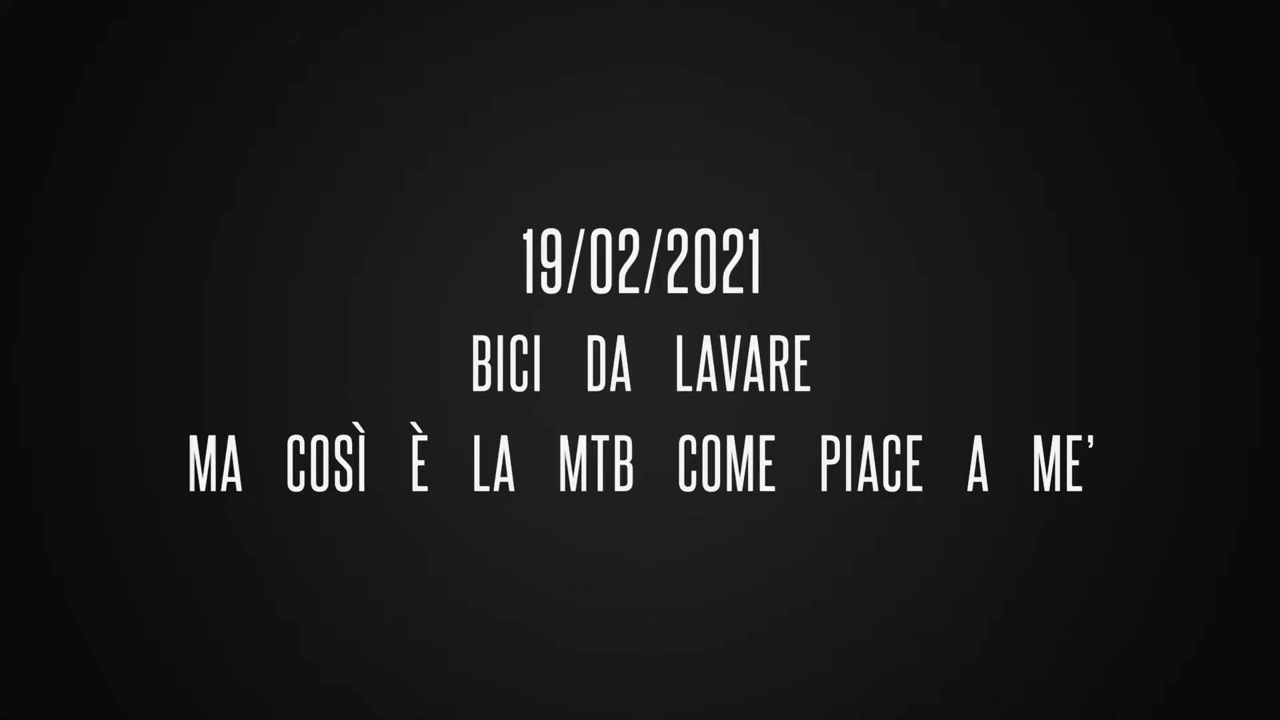 19/02/2021
BICI DA LAVARE
MA COSÌ È LA MTB COME PIACE A ME’